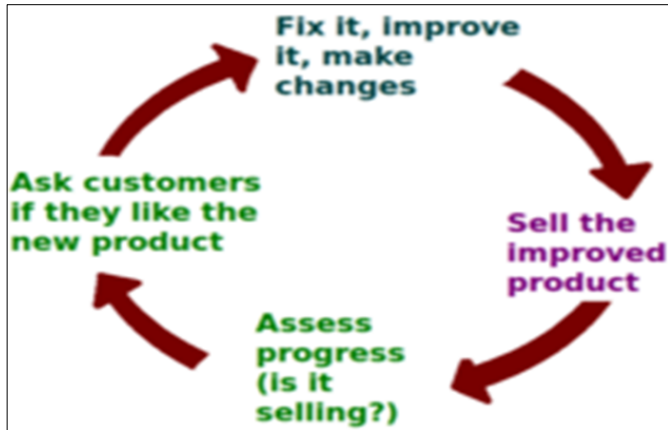 Fix it, improve
it, make
changes
Sell the
improved
product
Assess
progress
(is it
selling?)
Ask customers
if they like the
new product